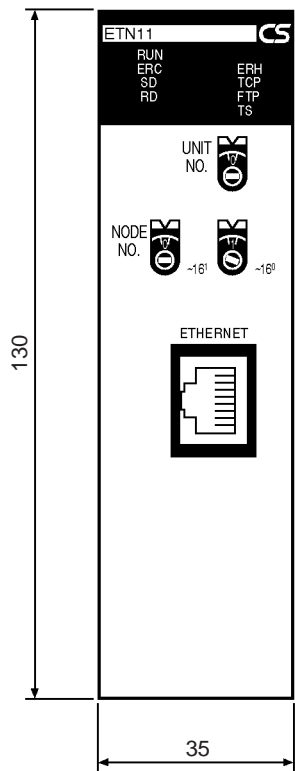 ETN11 CS
RUN
ERC ERH
SD TCP
RD FTP
TS
UNIT
NO.
NODE
NO.
~16¹ ~16⁰
ETHERNET
130
35